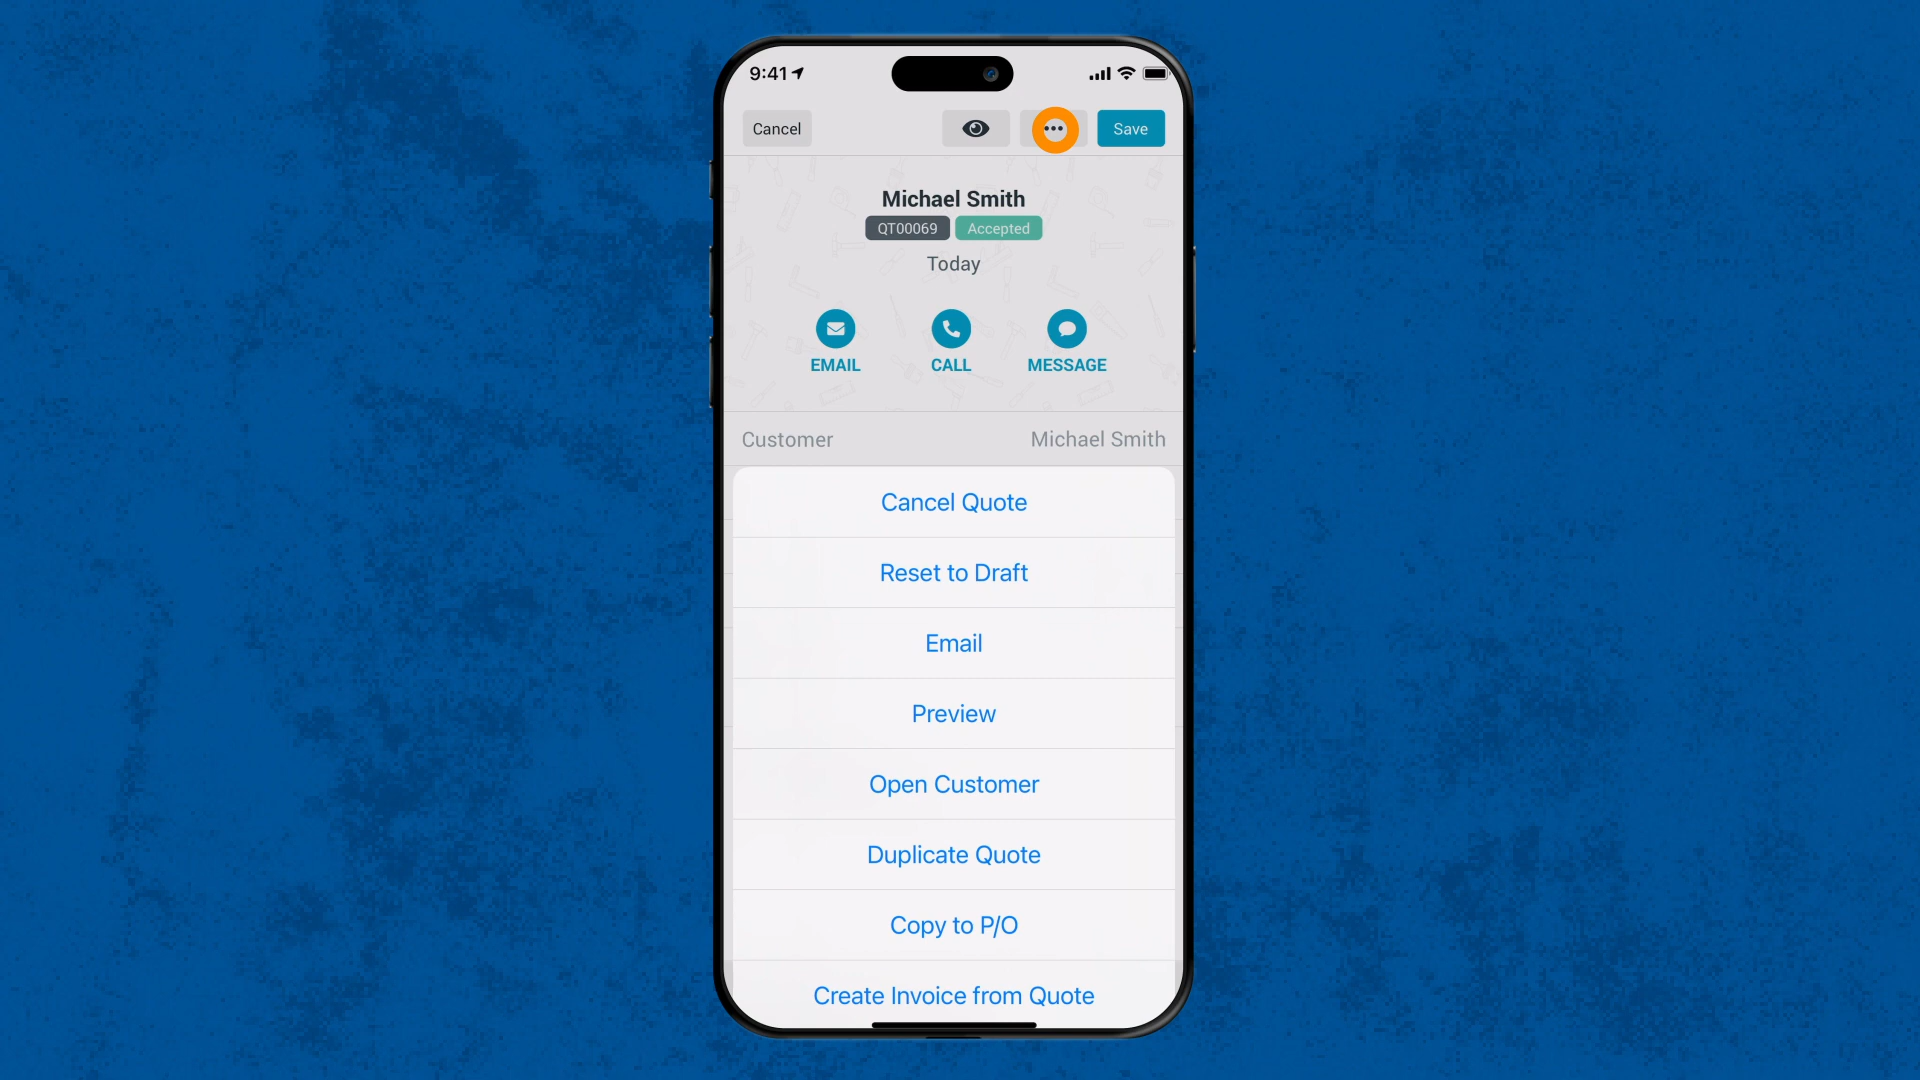 9:41
Cancel
Save
Michael Smith
QT00069 Accepted
Today
EMAIL CALL MESSAGE
Customer Michael Smith
Cancel Quote
Reset to Draft
Email
Preview
Open Customer
Duplicate Quote
Copy to P/O
Create Invoice from Quote